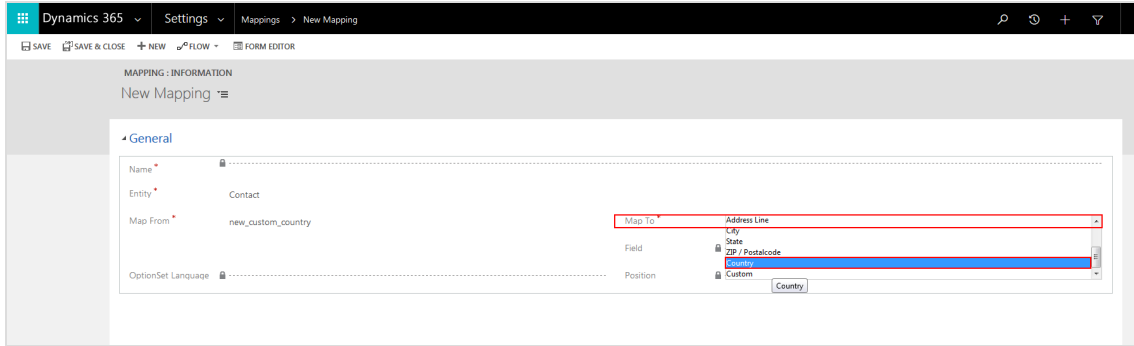 Dynamics 365 Settings Mappings > New Mapping
SAVE SAVE & CLOSE + NEW FLOW FORM EDITOR
MAPPING : INFORMATION
New Mapping
General
Name *
Entity * Contact
Map From * new_custom_country Map To * Address Line
City
State
Field ZIP / Postalcode
Country
OptionSet Language Position Custom
Country